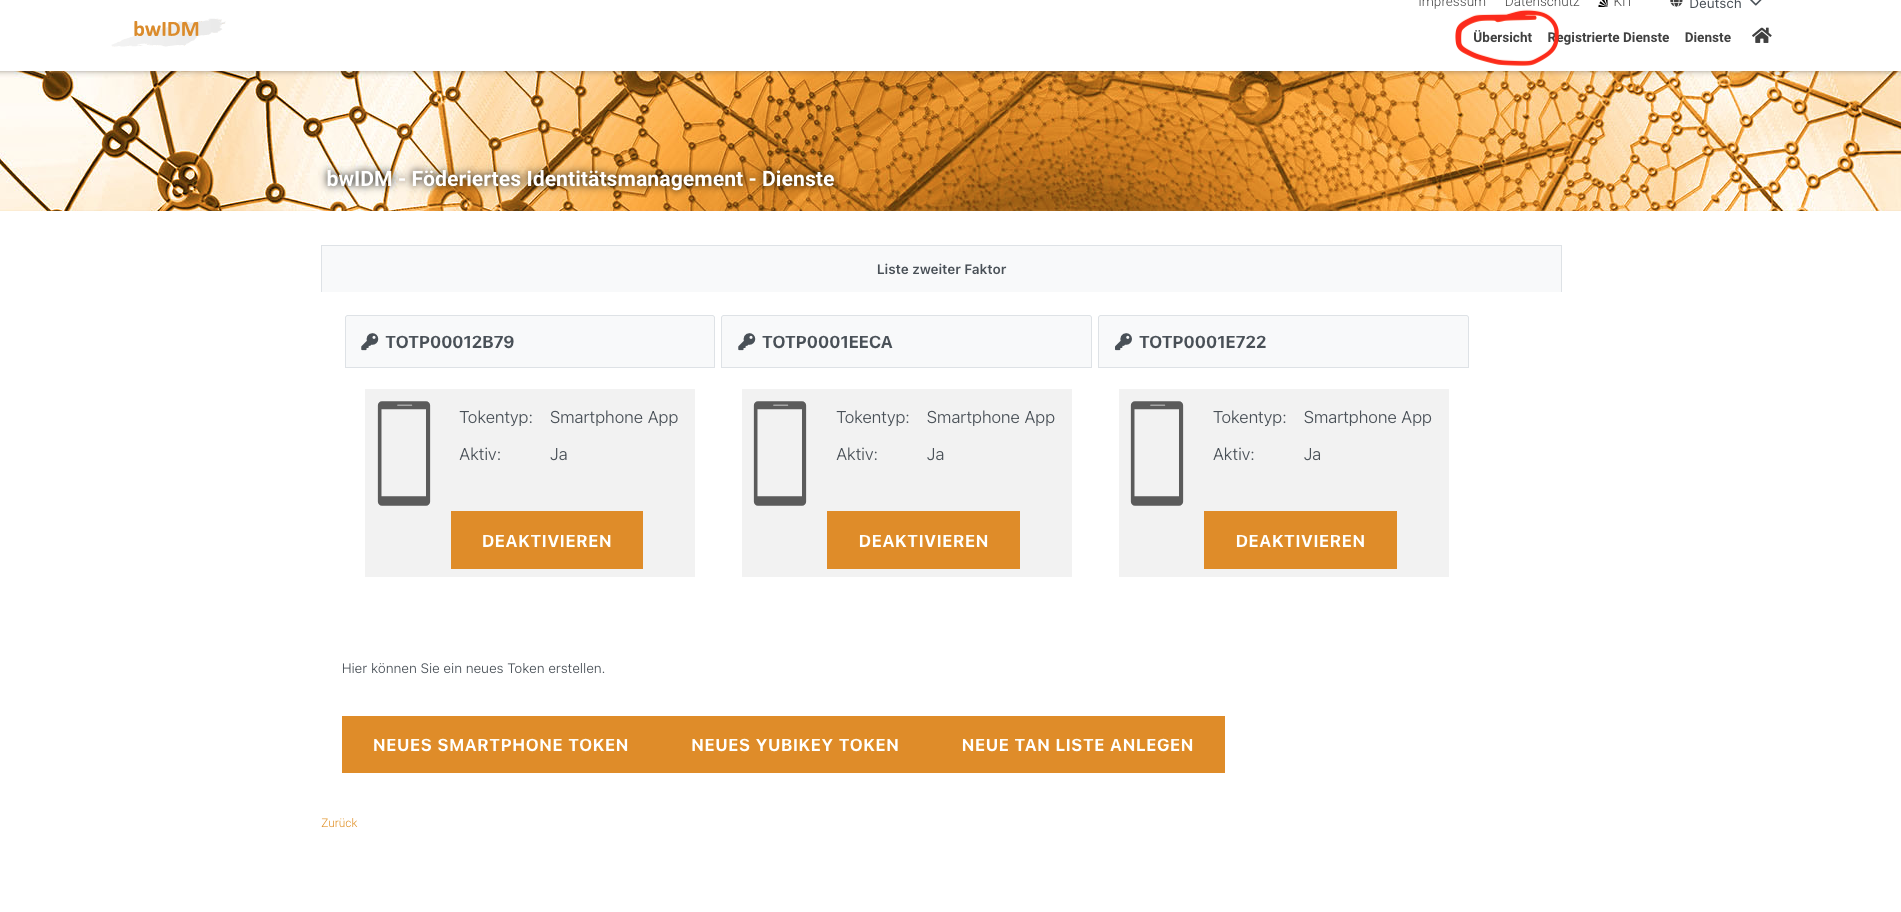 Impressum Datenschutz KIT Deutsch
bwIDM
Übersicht Registrierte Dienste Dienste
bwIDM - Föderiertes Identitätsmanagement - Dienste
Liste zweiter Faktor
TOTP00012B79 TOTP0001EECA TOTP0001E722
Tokentyp: Smartphone App Tokentyp: Smartphone App Tokentyp: Smartphone App
Aktiv: Ja Aktiv: Ja Aktiv: Ja
DEAKTIVIEREN DEAKTIVIEREN DEAKTIVIEREN
Hier können Sie ein neues Token erstellen.
NEUES SMARTPHONE TOKEN NEUES YUBIKEY TOKEN NEUE TAN LISTE ANLEGEN
Zurück